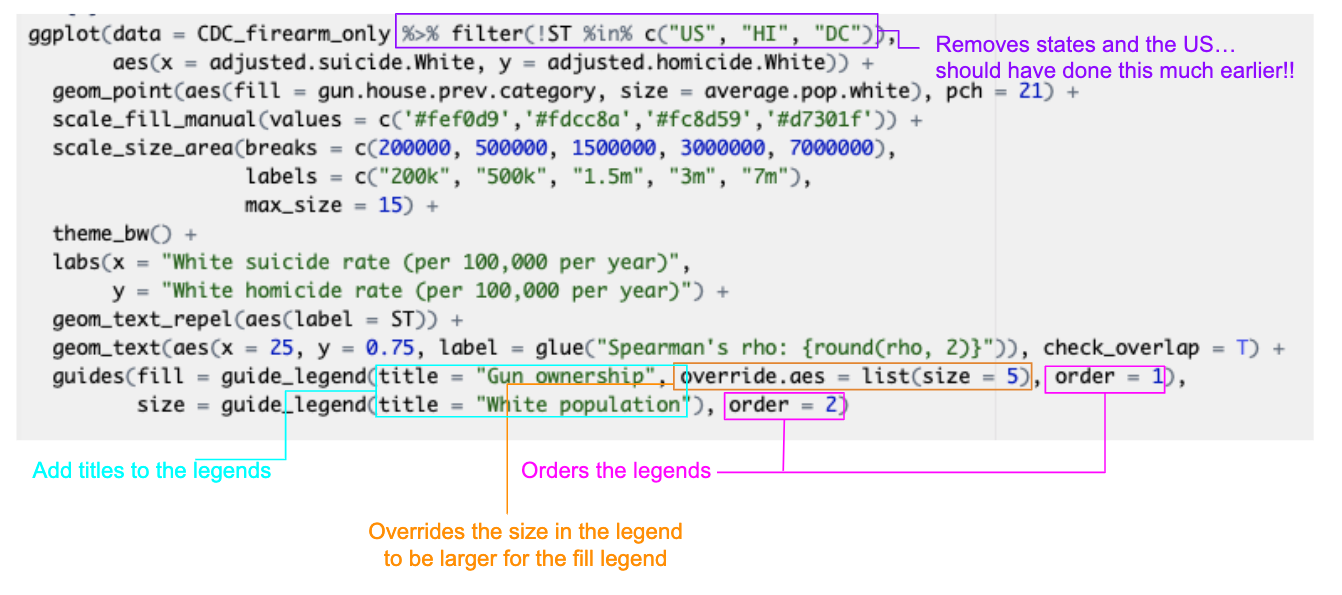 ggplot(data = CDC_firearm_only %>% filter(!ST %in% c("US", "HI", "DC")),
Removes states and the US…
aes(x = adjusted.suicide.White, y = adjusted.homicide.White)) +
should have done this much earlier!!
geom_point(aes(fill = gun.house.prev.category, size = average.pop.white), pch = 21) +
scale_fill_manual(values = c('#fef0d9','#fdcc8a','#fc8d59','#d7301f')) +
scale_size_area(breaks = c(200000, 500000, 1500000, 3000000, 7000000),
labels = c("200k", "500k", "1.5m", "3m", "7m"),
max_size = 15) +
theme_bw() +
labs(x = "White suicide rate (per 100,000 per year)",
y = "White homicide rate (per 100,000 per year)") +
geom_text_repel(aes(label = ST)) +
geom_text(aes(x = 25, y = 0.75, label = glue("Spearman's rho: {round(rho, 2)}")), check_overlap = T) +
guides(fill = guide_legend(title = "Gun ownership", override.aes = list(size = 5), order = 1),
size = guide_legend(title = "White population"), order = 2)
Add titles to the legends
Orders the legends
Overrides the size in the legend
to be larger for the fill legend